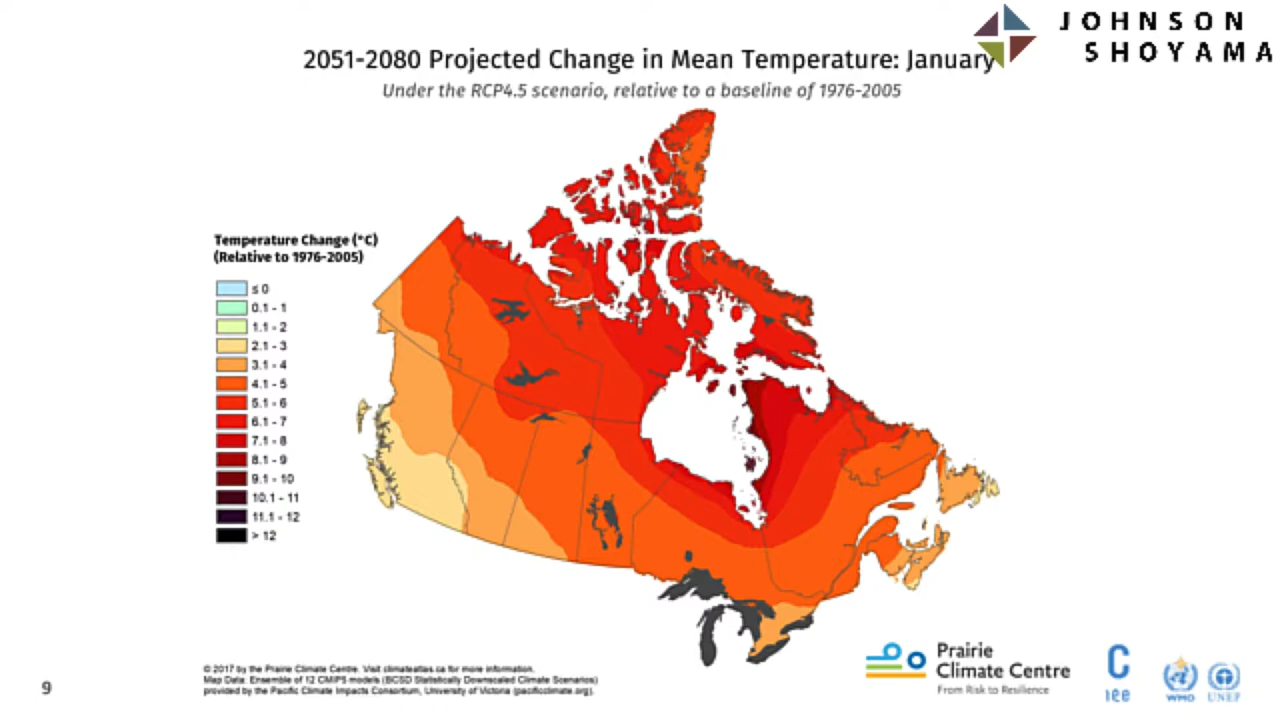 JOHNSON
SHOYAMA
2051-2080 Projected Change in Mean Temperature: January
Under the RCP4.5 scenario, relative to a baseline of 1976-2005
Temperature Change (°C)
(Relative to 1976-2005)
≤ 0
0.1 - 1
1.1 - 2
2.1 - 3
3.1 - 4
4.1 - 5
5.1 - 6
6.1 - 7
7.1 - 8
8.1 - 9
9.1 - 10
10.1 - 11
11.1 - 12
> 12
© 2017 by the Prairie Climate Centre. Visit climateatlas.ca for more information.
Map Data: Ensemble of 12 CMIP5 models (BCSD Statistically Downscaled Climate Scenarios)
provided by the Pacific Climate Impacts Consortium, University of Victoria (pacificclimate.org).
Prairie
Climate Centre
From Risk to Resilience
WMO
UNEP
9